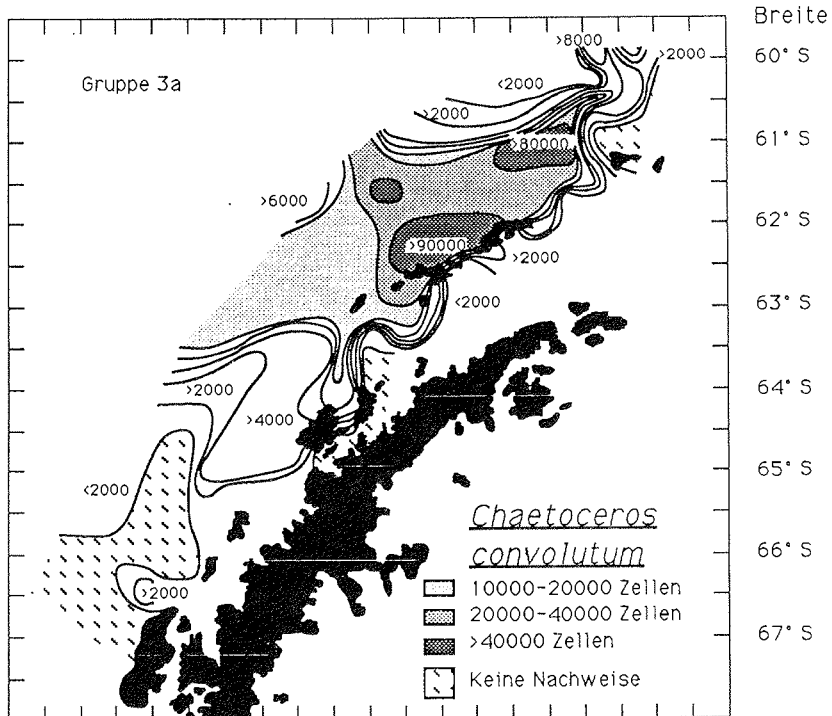 Breite
>8000
>2000
60° S
Gruppe 3a
<2000
>2000
61° S
>80000
>6000
62° S
>90000
>2000
<2000
63° S
>2000
64° S
>4000
65° S
<2000
Chaetoceros
convolutum
66° S
>2000
10000-20000 Zellen
20000-40000 Zellen
>40000 Zellen
67° S
Keine Nachweise